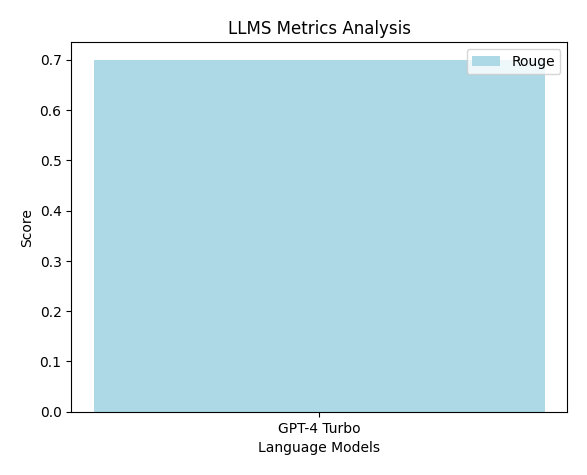 LLMS Metrics Analysis
Rouge
0.7
0.6
0.5
0.4
0.3
0.2
0.1
0.0
Score
GPT-4 Turbo
Language Models